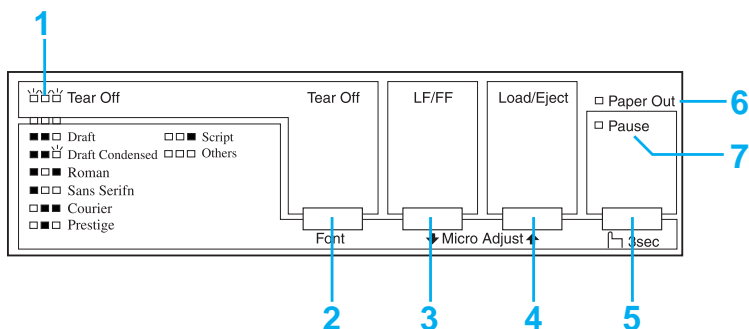 1
Tear Off Tear Off LF/FF Load/Eject Paper Out 6
Pause 7
Draft Script
Draft Condensed Others
Roman
Sans Serifn
Courier
Prestige
Font Micro Adjust 3sec
2 3 4 5